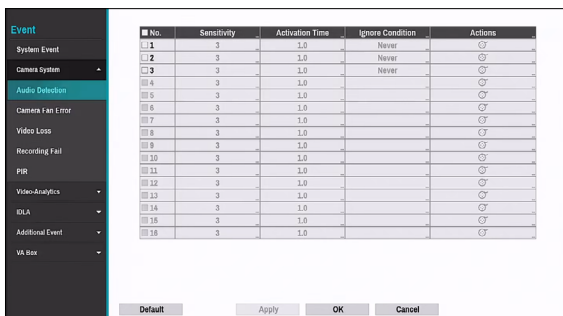 Event
System Event
Camera System
Audio Detection
Camera Fan Error
Video Loss
Recording Fail
PIR
Video-Analytics
IDLA
Additional Event
VA Box
No. Sensitivity Activation Time Ignore Condition Actions
1 3 1.0 Never
2 3 1.0 Never
3 3 1.0 Never
4 3 1.0
5 3 1.0
6 3 1.0
7 3 1.0
8 3 1.0
9 3 1.0
10 3 1.0
11 3 1.0
12 3 1.0
13 3 1.0
14 3 1.0
15 3 1.0
16 3 1.0
Default Apply OK Cancel